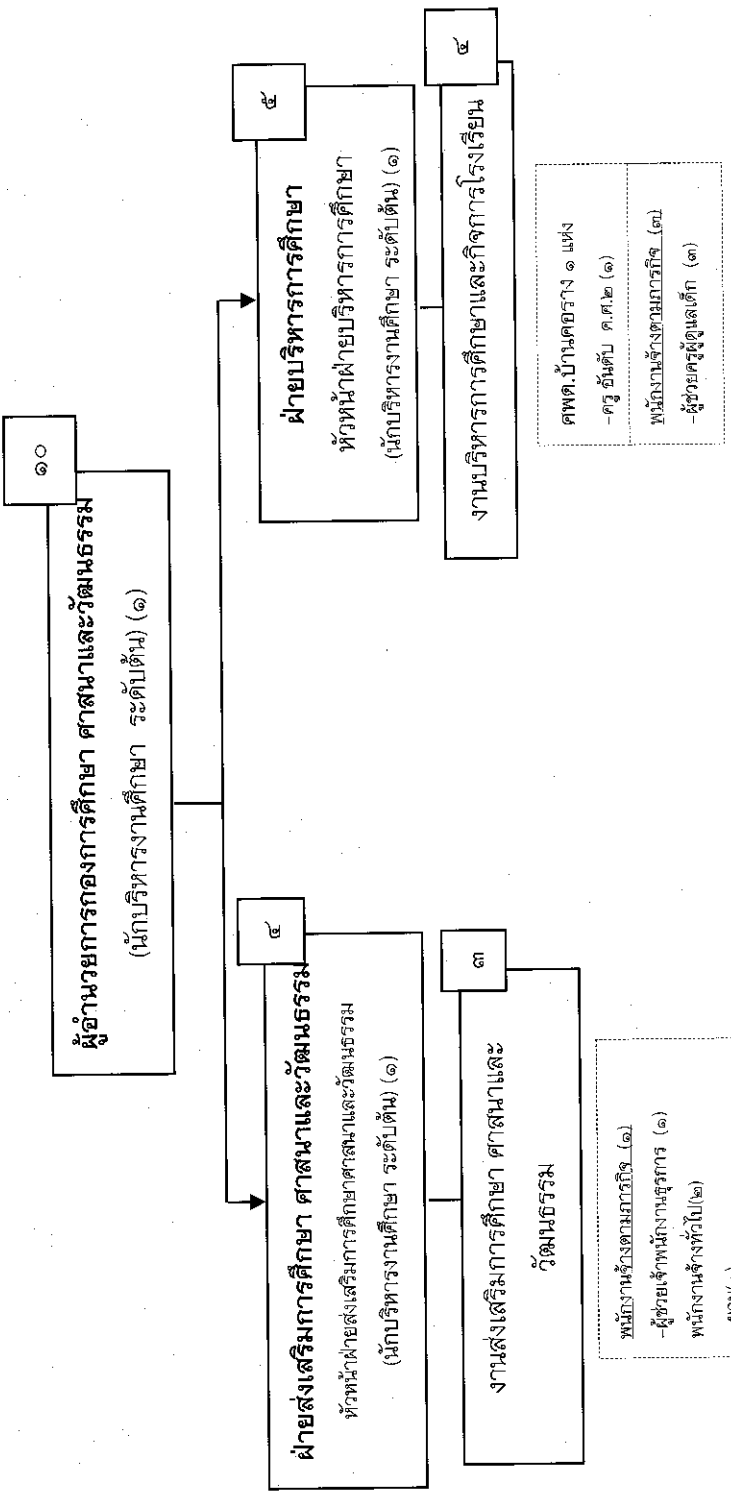 ๑๐
ผู้อำนวยการกองการศึกษา ศาสนาและวัฒนธรรม
(นักบริหารงานศึกษา ระดับต้น) (๑)
๔
ฝ่ายส่งเสริมการศึกษา ศาสนาและวัฒนธรรม
หัวหน้าฝ่ายส่งเสริมการศึกษาศาสนาและวัฒนธรรม
(นักบริหารงานศึกษา ระดับต้น) (๑)
๓
งานส่งเสริมการศึกษา ศาสนาและ
วัฒนธรรม
พนักงานจ้างตามภารกิจ (๑)
-ผู้ช่วยเจ้าพนักงานธุรการ (๑)
พนักงานจ้างทั่วไป(๒)
๕
ฝ่ายบริหารการศึกษา
หัวหน้าฝ่ายบริหารการศึกษา
(นักบริหารงานศึกษา ระดับต้น) (๑)
๔
งานบริหารการศึกษาและกิจการโรงเรียน
ศพด.บ้านคอราง ๑ แห่ง
-ครู อันดับ ค.ศ.๒ (๑)
พนักงานจ้างตามภารกิจ (๓)
-ผู้ช่วยครูผู้ดูแลเด็ก (๓)